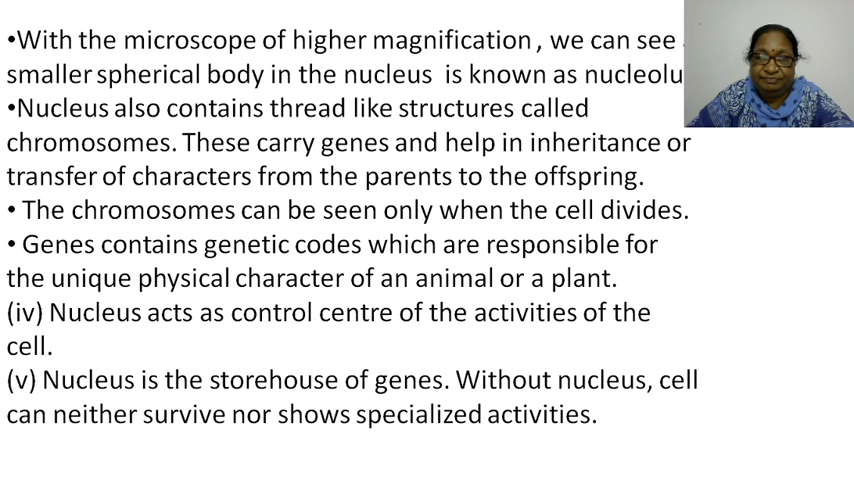 •With the microscope of higher magnification , we can see
smaller spherical body in the nucleus  is known as nucleolu
•Nucleus also contains thread like structures called
chromosomes. These carry genes and help in inheritance or
transfer of characters from the parents to the offspring.
• The chromosomes can be seen only when the cell divides.
• Genes contains genetic codes which are responsible for
the unique physical character of an animal or a plant.
(iv) Nucleus acts as control centre of the activities of the
cell.
(v) Nucleus is the storehouse of genes. Without nucleus, cell
can neither survive nor shows specialized activities.